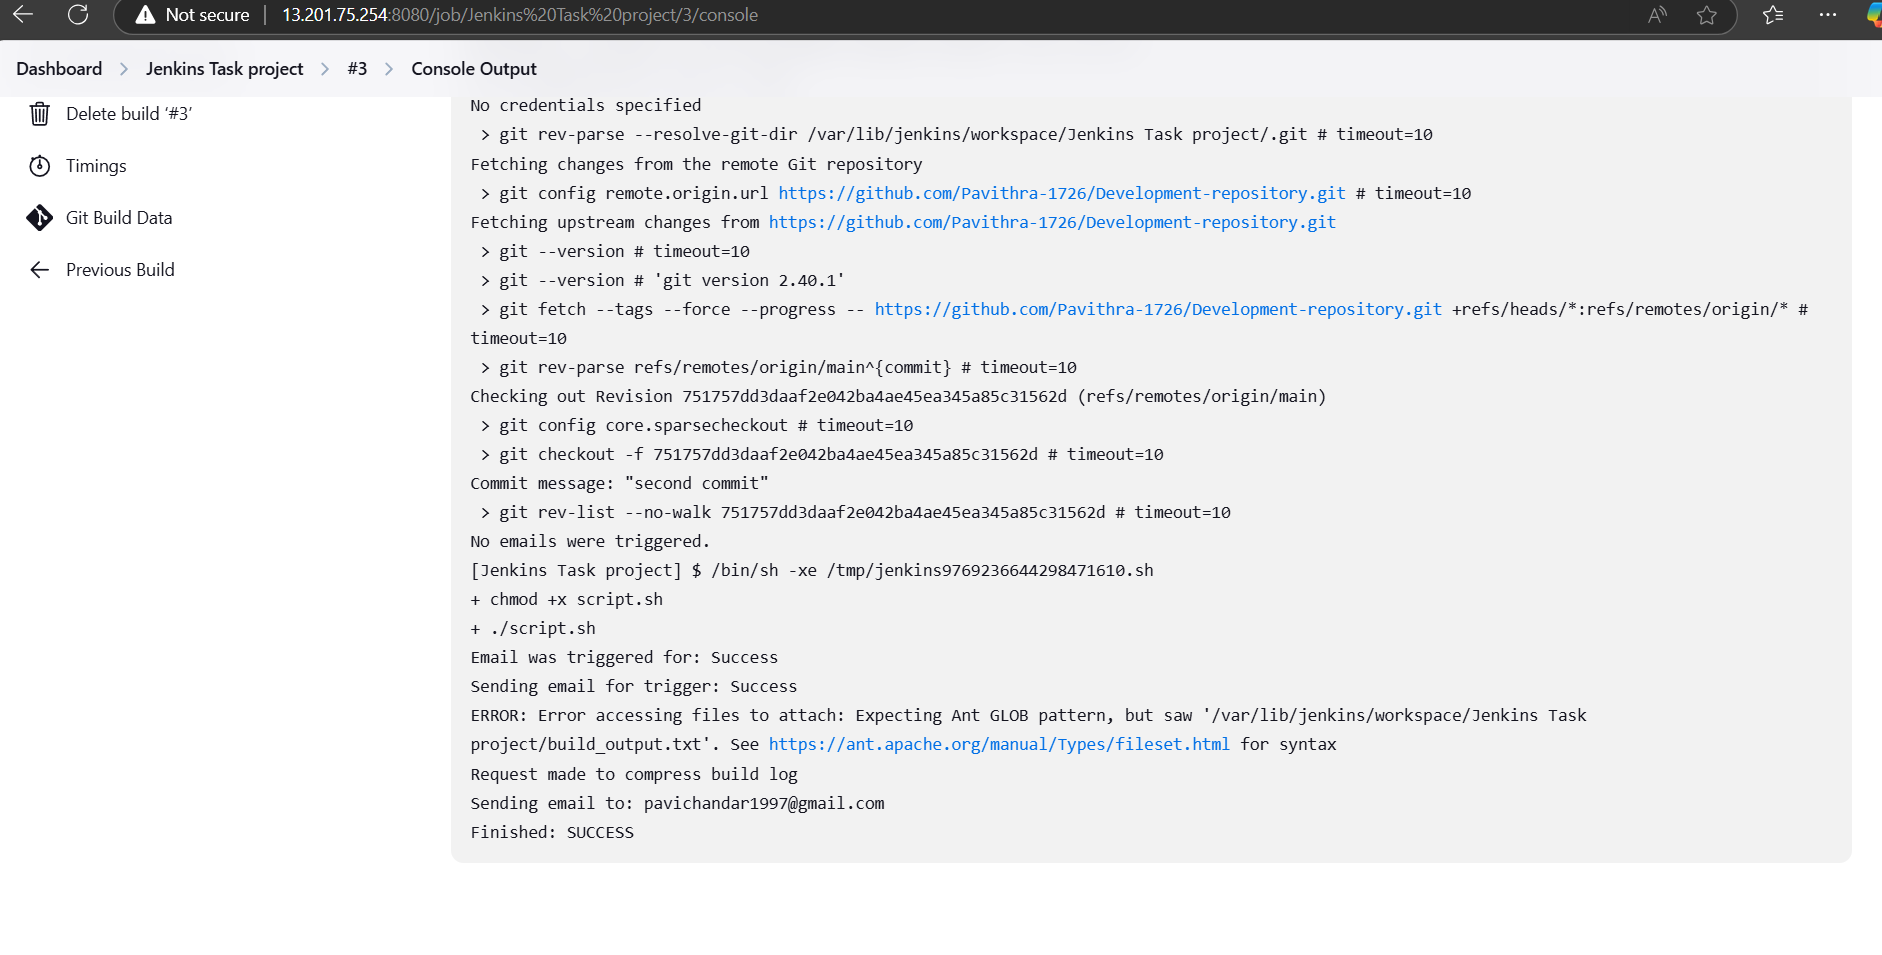 Not secure | 13.201.75.254:8080/job/Jenkins%20Task%20project/3/console
Dashboard > Jenkins Task project > #3 > Console Output
Delete build ‘#3’
Timings
Git Build Data
Previous Build
No credentials specified
> git rev-parse --resolve-git-dir /var/lib/jenkins/workspace/Jenkins Task project/.git # timeout=10
Fetching changes from the remote Git repository
> git config remote.origin.url https://github.com/Pavithra-1726/Development-repository.git # timeout=10
Fetching upstream changes from https://github.com/Pavithra-1726/Development-repository.git
> git --version # timeout=10
> git --version # 'git version 2.40.1'
> git fetch --tags --force --progress -- https://github.com/Pavithra-1726/Development-repository.git +refs/heads/*:refs/remotes/origin/* #
timeout=10
> git rev-parse refs/remotes/origin/main^{commit} # timeout=10
Checking out Revision 751757dd3daaf2e042ba4ae45ea345a85c31562d (refs/remotes/origin/main)
> git config core.sparsecheckout # timeout=10
> git checkout -f 751757dd3daaf2e042ba4ae45ea345a85c31562d # timeout=10
Commit message: "second commit"
> git rev-list --no-walk 751757dd3daaf2e042ba4ae45ea345a85c31562d # timeout=10
No emails were triggered.
[Jenkins Task project] $ /bin/sh -xe /tmp/jenkins9769236644298471610.sh
+ chmod +x script.sh
+ ./script.sh
Email was triggered for: Success
Sending email for trigger: Success
ERROR: Error accessing files to attach: Expecting Ant GLOB pattern, but saw '/var/lib/jenkins/workspace/Jenkins Task
project/build_output.txt'. See https://ant.apache.org/manual/Types/fileset.html for syntax
Request made to compress build log
Sending email to: pavichandar1997@gmail.com
Finished: SUCCESS